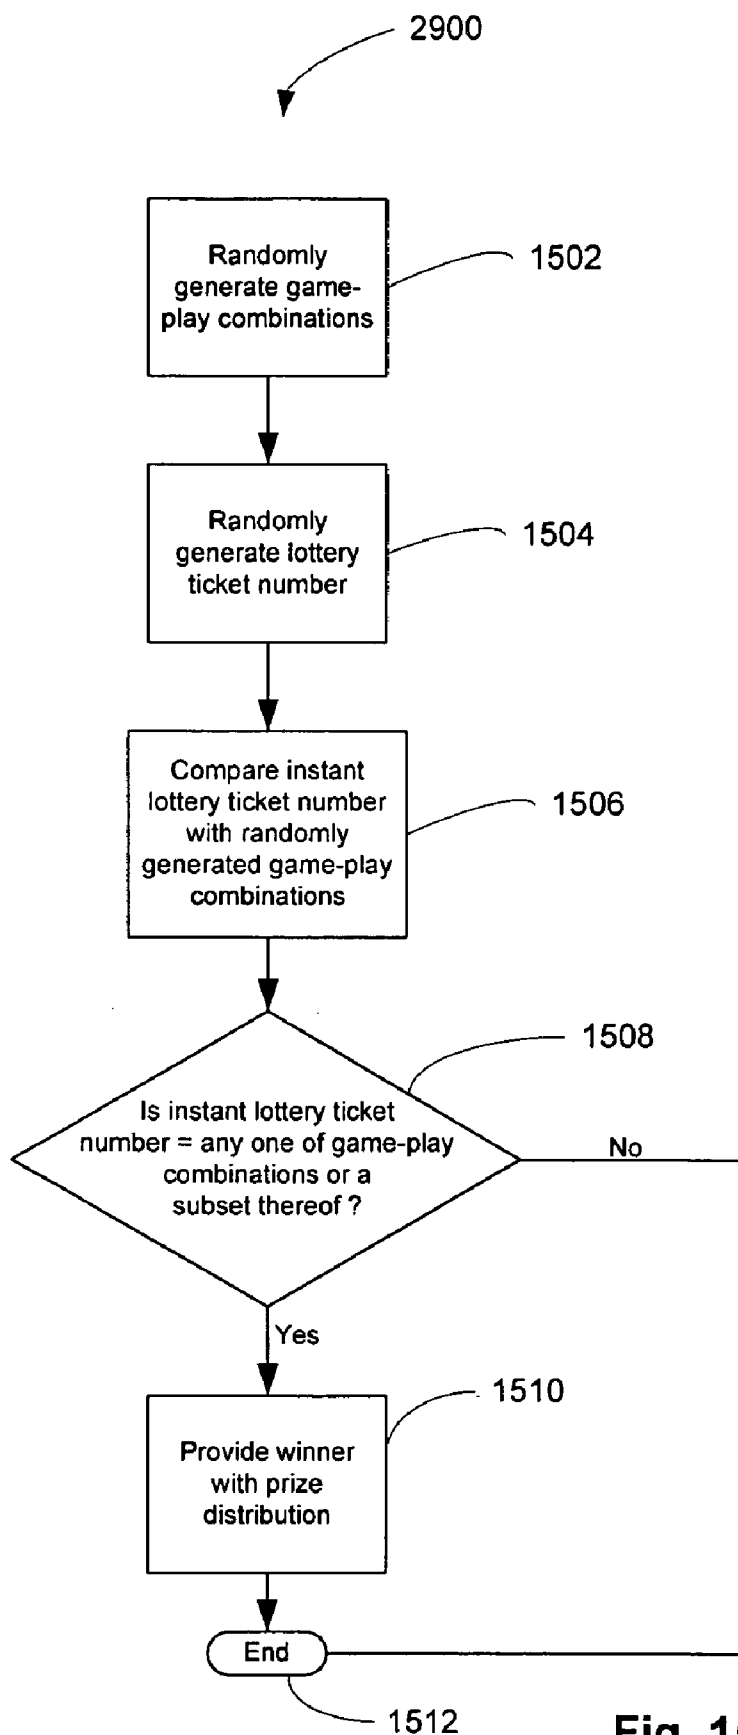 2900
Randomly
generate game-
play combinations
1502
Randomly
generate lottery
ticket number
1504
Compare instant
lottery ticket number
with randomly
generated game-play
combinations
1506
1508
Is instant lottery ticket
number = any one of game-play
combinations or a
subset thereof ?
No
Yes
1510
Provide winner
with prize
distribution
End
1512
Fig.